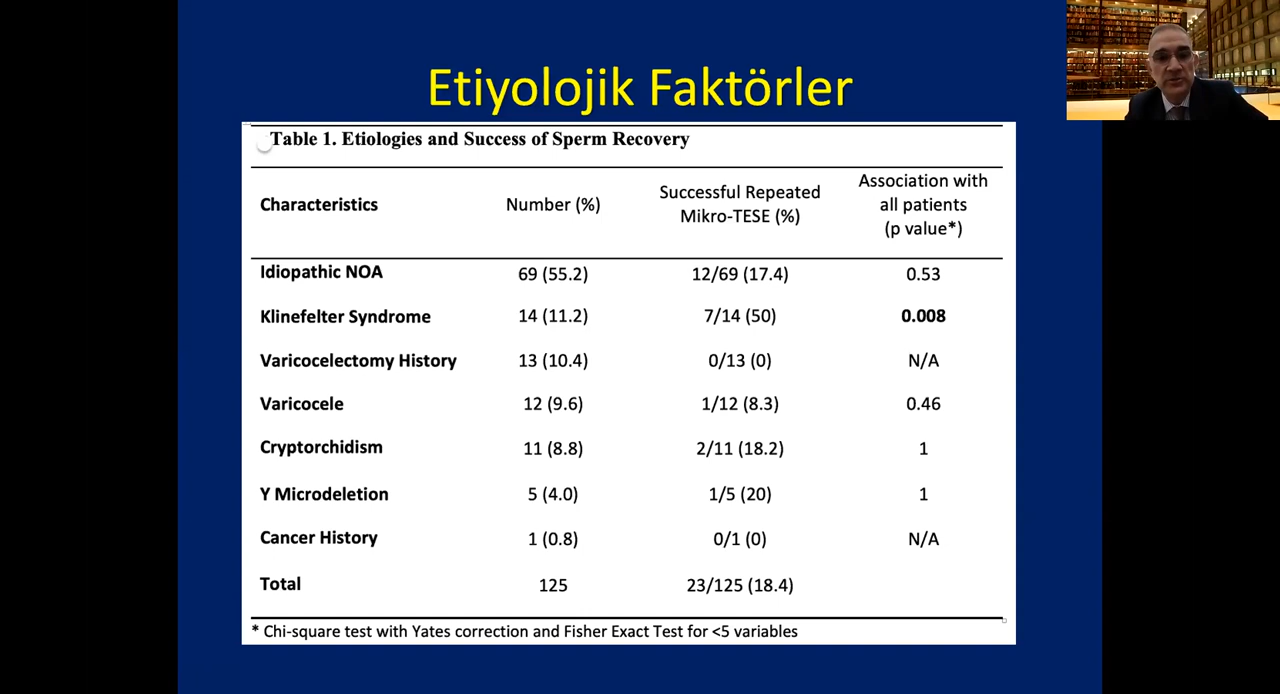 Etiyolojik Faktörler
Table 1. Etiologies and Success of Sperm Recovery
Characteristics
Number (%)
Successful Repeated
Mikro-TESE (%)
Association with
all patients
(p value*)
Idiopathic NOA 69 (55.2) 12/69 (17.4) 0.53
Klinefelter Syndrome 14 (11.2) 7/14 (50) 0.008
Varicocelectomy History 13 (10.4) 0/13 (0) N/A
Varicocele 12 (9.6) 1/12 (8.3) 0.46
Cryptorchidism 11 (8.8) 2/11 (18.2) 1
Y Microdeletion 5 (4.0) 1/5 (20) 1
Cancer History 1 (0.8) 0/1 (0) N/A
Total 125 23/125 (18.4)
* Chi-square test with Yates correction and Fisher Exact Test for <5 variables